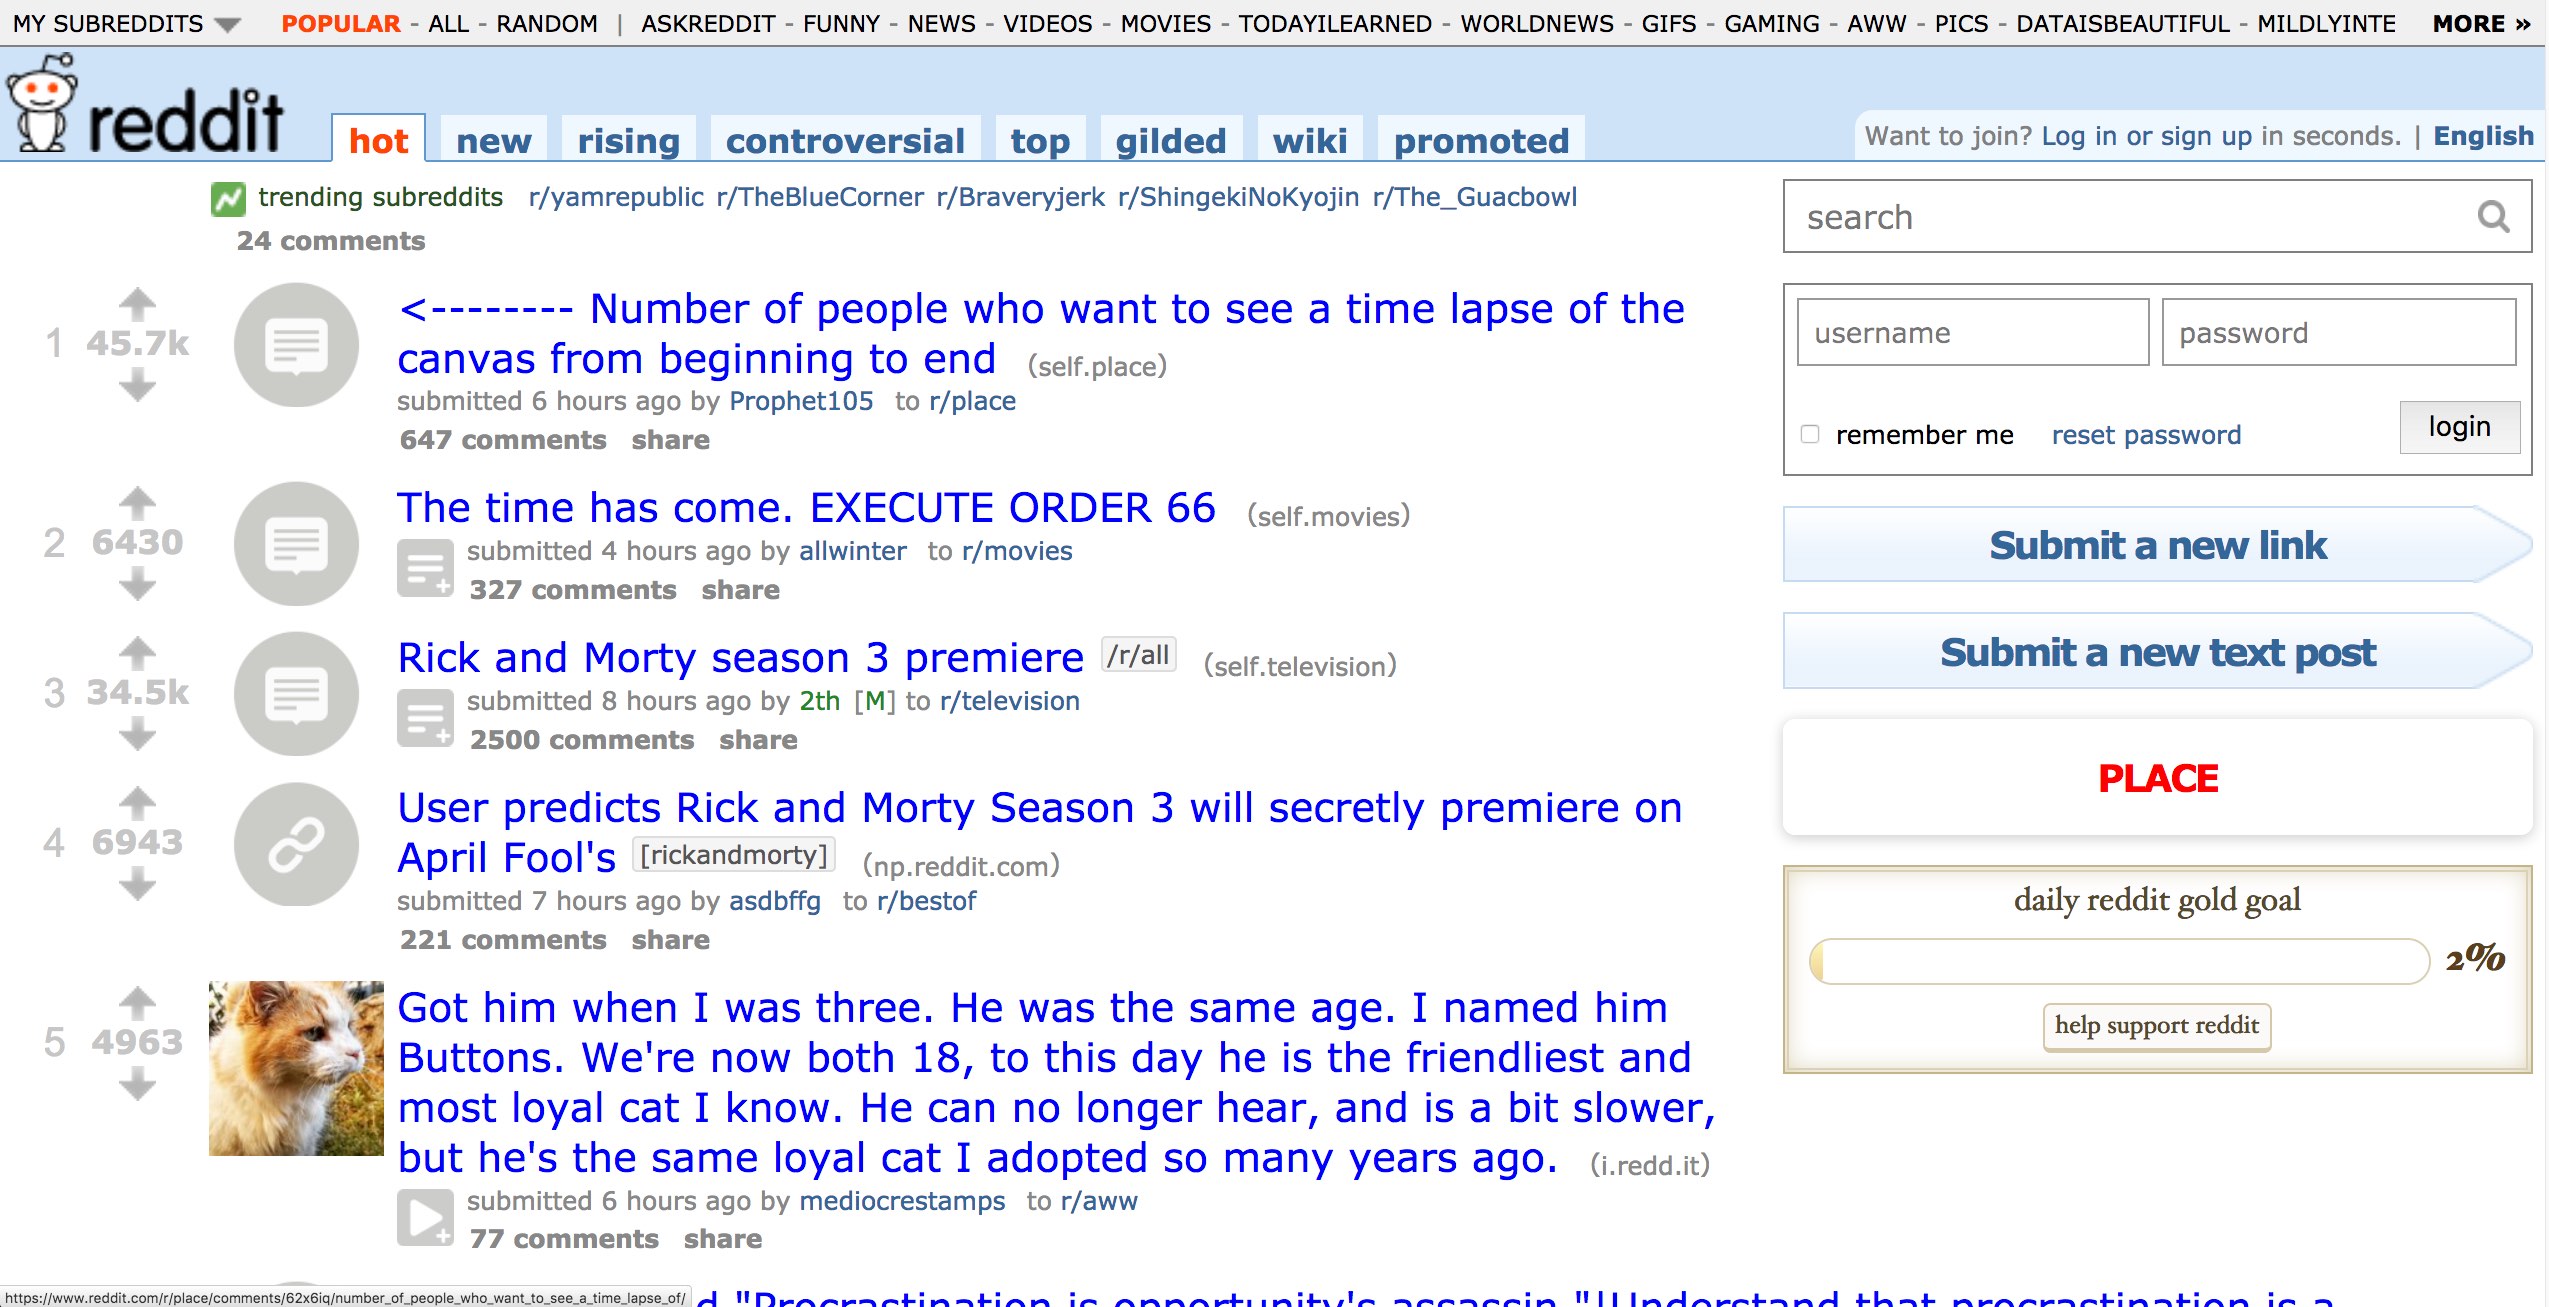 MY SUBREDDITS POPULAR - ALL - RANDOM | ASKREDDIT - FUNNY - NEWS - VIDEOS - MOVIES - TODAYILEARNED - WORLDNEWS - GIFS - GAMING - AWW - PICS - DATAISBEAUTIFUL - MILDLYINTE MORE »
reddit hot new rising controversial top gilded wiki promoted
Want to join? Log in or sign up in seconds. | English
trending subreddits r/yamrepublic r/TheBlueCorner r/Braveryjerk r/ShingekiNoKyojin r/The_Guacbowl
24 comments
1
45.7k
<-------- Number of people who want to see a time lapse of the
canvas from beginning to end (self.place)
submitted 6 hours ago by Prophet105 to r/place
647 comments share
2
6430
The time has come. EXECUTE ORDER 66 (self.movies)
submitted 4 hours ago by allwinter to r/movies
327 comments share
3
34.5k
Rick and Morty season 3 premiere /r/all (self.television)
submitted 8 hours ago by 2th [M] to r/television
2500 comments share
4
6943
User predicts Rick and Morty Season 3 will secretly premiere on
April Fool's [rickandmorty] (np.reddit.com)
submitted 7 hours ago by asdbffg to r/bestof
221 comments share
5
4963
Got him when I was three. He was the same age. I named him
Buttons. We're now both 18, to this day he is the friendliest and
most loyal cat I know. He can no longer hear, and is a bit slower,
but he's the same loyal cat I adopted so many years ago. (i.redd.it)
submitted 6 hours ago by mediocrestamps to r/aww
77 comments share
d "Procrastination is opportunity's assassin."|Understand that procrastination is a
https://www.reddit.com/r/place/comments/62x6iq/number_of_people_who_want_to_see_a_time_lapse_of/
search
username password
remember me reset password login
Submit a new link
Submit a new text post
PLACE
daily reddit gold goal
2%
help support reddit